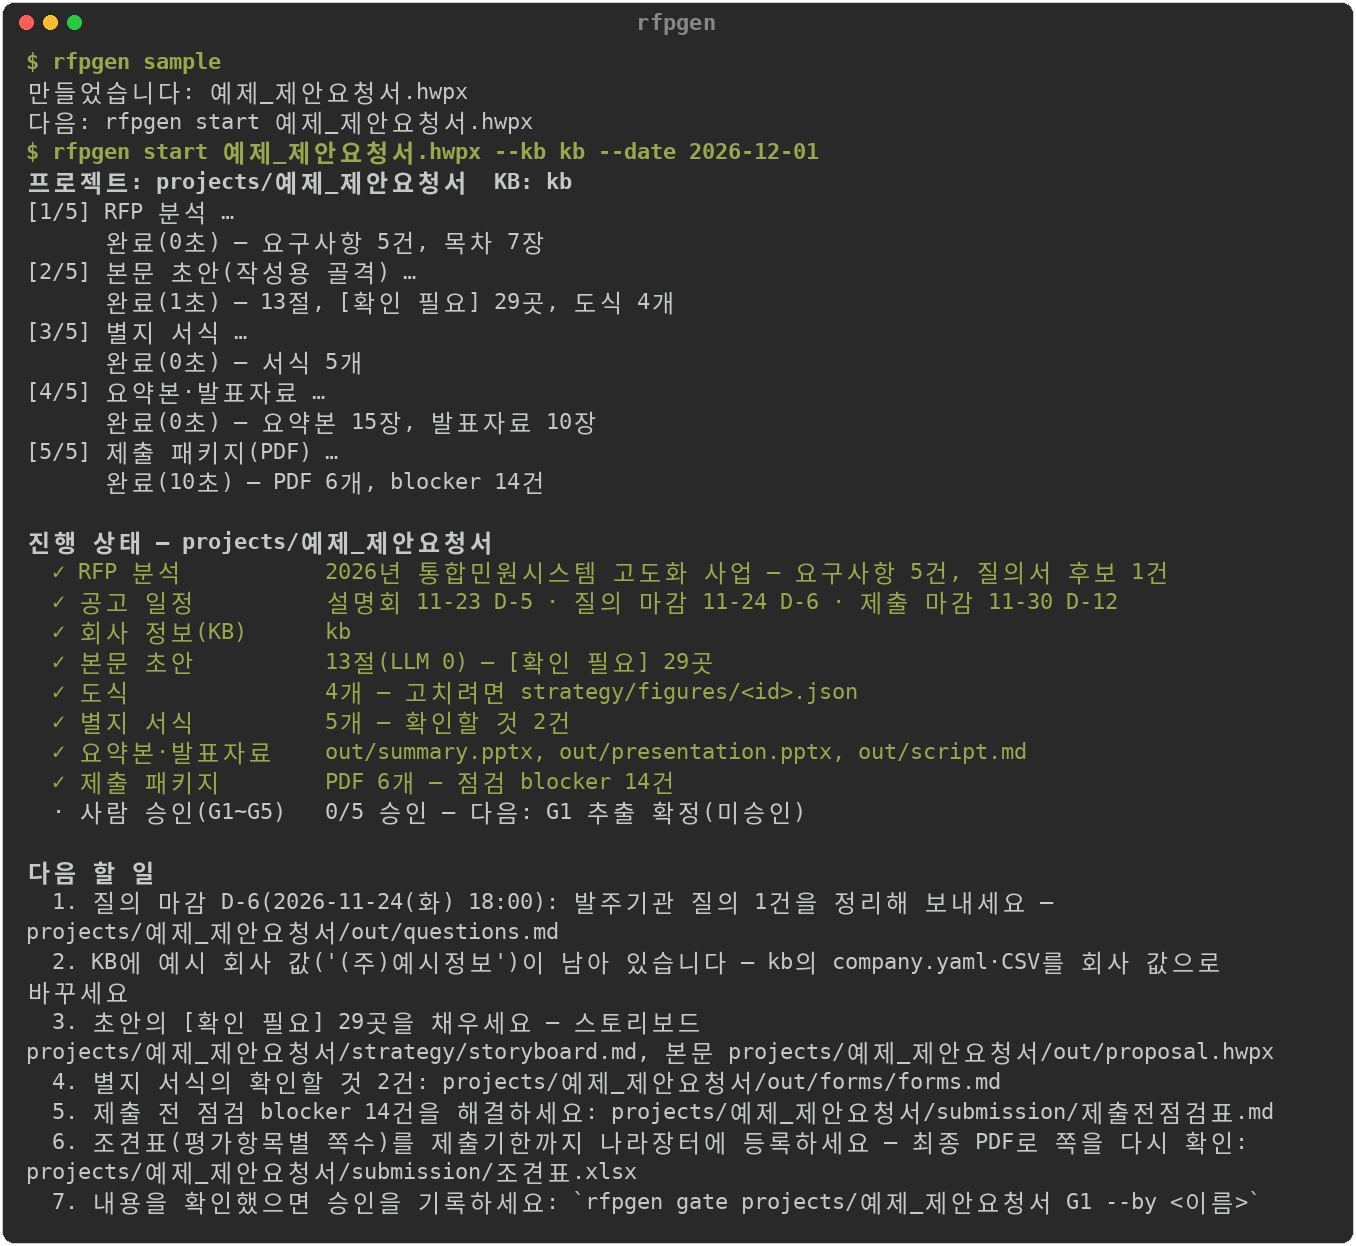 rfpgen
$ rfpgen sample
만들었습니다: 예제_제안요청서.hwpx
다음: rfpgen start 예제_제안요청서.hwpx
$ rfpgen start 예제_제안요청서.hwpx --kb kb --date 2026-12-01
프로젝트: projects/예제_제안요청서  KB: kb
[1/5] RFP 분석 …
      완료(0초) — 요구사항 5건, 목차 7장
[2/5] 본문 초안(작성용 골격) …
      완료(1초) — 13절, [확인 필요] 29곳, 도식 4개
[3/5] 별지 서식 …
      완료(0초) — 서식 5개
[4/5] 요약본·발표자료 …
      완료(0초) — 요약본 15장, 발표자료 10장
[5/5] 제출 패키지(PDF) …
      완료(10초) — PDF 6개, blocker 14건
진행 상태 — projects/예제_제안요청서
  ✓ RFP 분석           2026년 통합민원시스템 고도화 사업 — 요구사항 5건, 질의서 후보 1건
  ✓ 공고 일정          설명회 11-23 D-5 · 질의 마감 11-24 D-6 · 제출 마감 11-30 D-12
  ✓ 회사 정보(KB)      kb
  ✓ 본문 초안          13절(LLM 0) — [확인 필요] 29곳
  ✓ 도식               4개 — 고치려면 strategy/figures/<id>.json
  ✓ 별지 서식          5개 — 확인할 것 2건
  ✓ 요약본·발표자료    out/summary.pptx, out/presentation.pptx, out/script.md
  ✓ 제출 패키지        PDF 6개 — 점검 blocker 14건
  · 사람 승인(G1~G5)   0/5 승인 — 다음: G1 추출 확정(미승인)
다음 할 일
  1. 질의 마감 D-6(2026-11-24(화) 18:00): 발주기관 질의 1건을 정리해 보내세요 —
projects/예제_제안요청서/out/questions.md
  2. KB에 예시 회사 값('(주)예시정보')이 남아 있습니다 — kb의 company.yaml·CSV를 회사 값으로
바꾸세요
  3. 초안의 [확인 필요] 29곳을 채우세요 — 스토리보드
projects/예제_제안요청서/strategy/storyboard.md, 본문 projects/예제_제안요청서/out/proposal.hwpx
  4. 별지 서식의 확인할 것 2건: projects/예제_제안요청서/out/forms/forms.md
  5. 제출 전 점검 blocker 14건을 해결하세요: projects/예제_제안요청서/submission/제출전점검표.md
  6. 조견표(평가항목별 쪽수)를 제출기한까지 나라장터에 등록하세요 — 최종 PDF로 쪽을 다시 확인:
projects/예제_제안요청서/submission/조견표.xlsx
  7. 내용을 확인했으면 승인을 기록하세요: `rfpgen gate projects/예제_제안요청서 G1 --by <이름>`